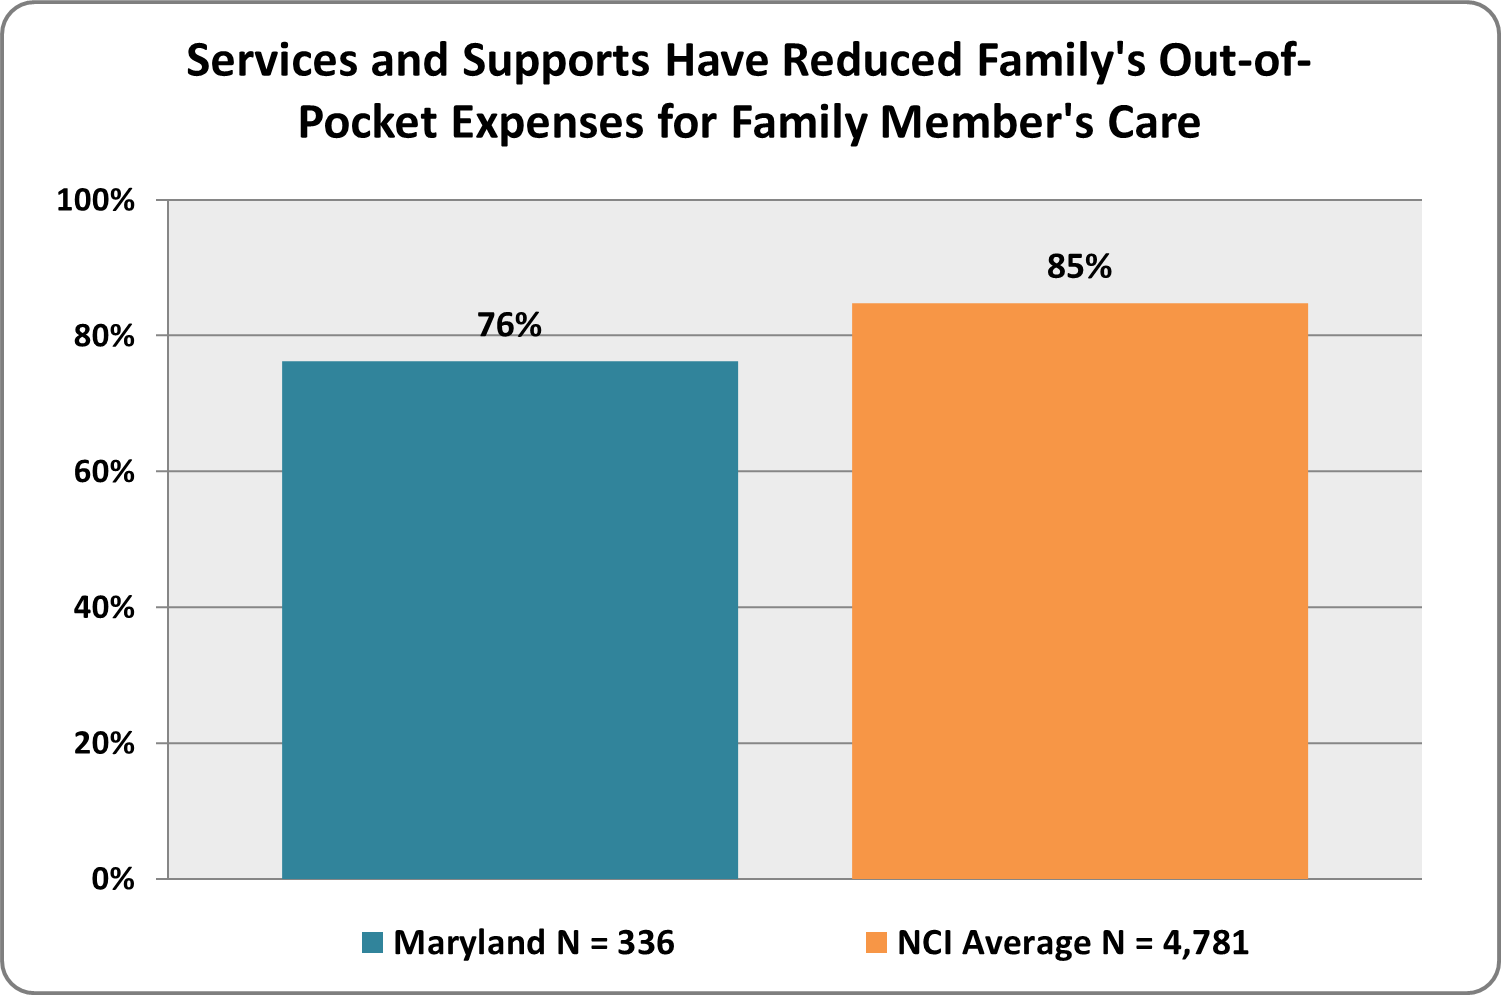 Services and Supports Have Reduced Family's Out-of-
Pocket Expenses for Family Member's Care
100%
85%
76%
80%
60%
40%
20%
0%
Maryland N = 336
NCI Average N = 4,781